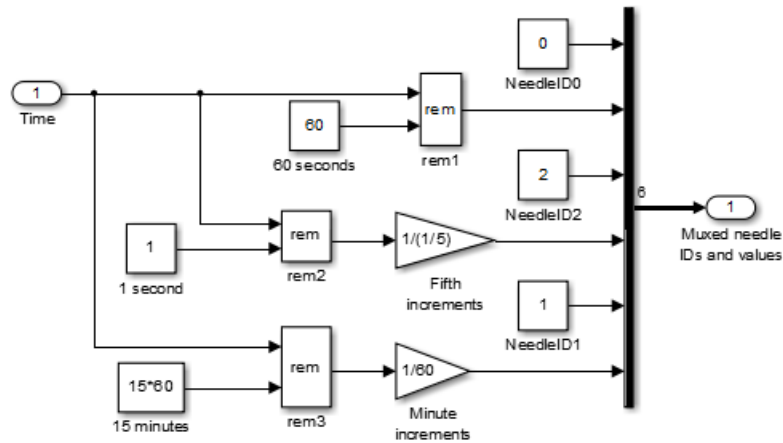 0
NeedleID0
1
Time
60
60 seconds
rem
rem1
2
NeedleID2
6
1
Muxed needle
IDs and values
1
1 second
rem
rem2
1/(1/5)
Fifth
increments
1
NeedleID1
15*60
15 minutes
rem
rem3
1/60
Minute
increments